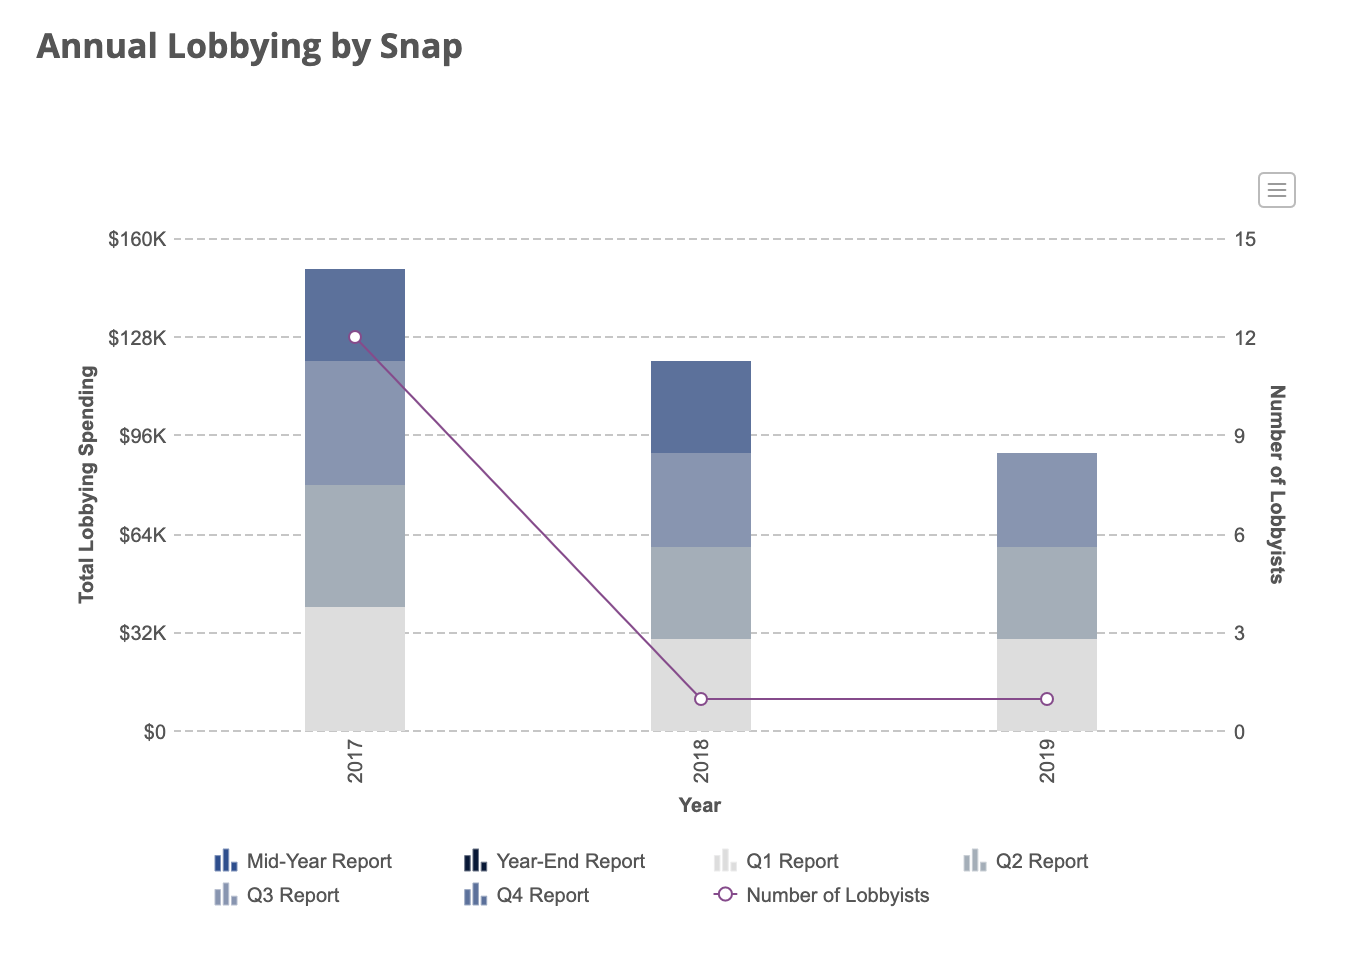 Annual Lobbying by Snap
$160K
15
$128K
12
$96K
9
$64K
6
$32K
3
$0
0
Total Lobbying Spending
Number of Lobbyists
2017
2018
2019
Year
Mid-Year Report
Year-End Report
Q1 Report
Q2 Report
Q3 Report
Q4 Report
Number of Lobbyists